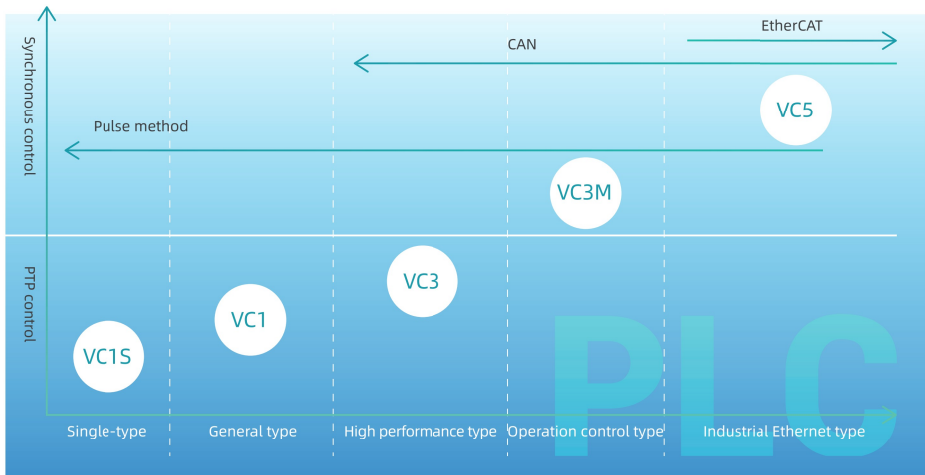 EtherCAT
CAN
Synchronous control
VC5
Pulse method
VC3M
PTP control
VC3
VC1
VC1S
PLC
Single-type
General type
High performance type
Operation control type
Industrial Ethernet type